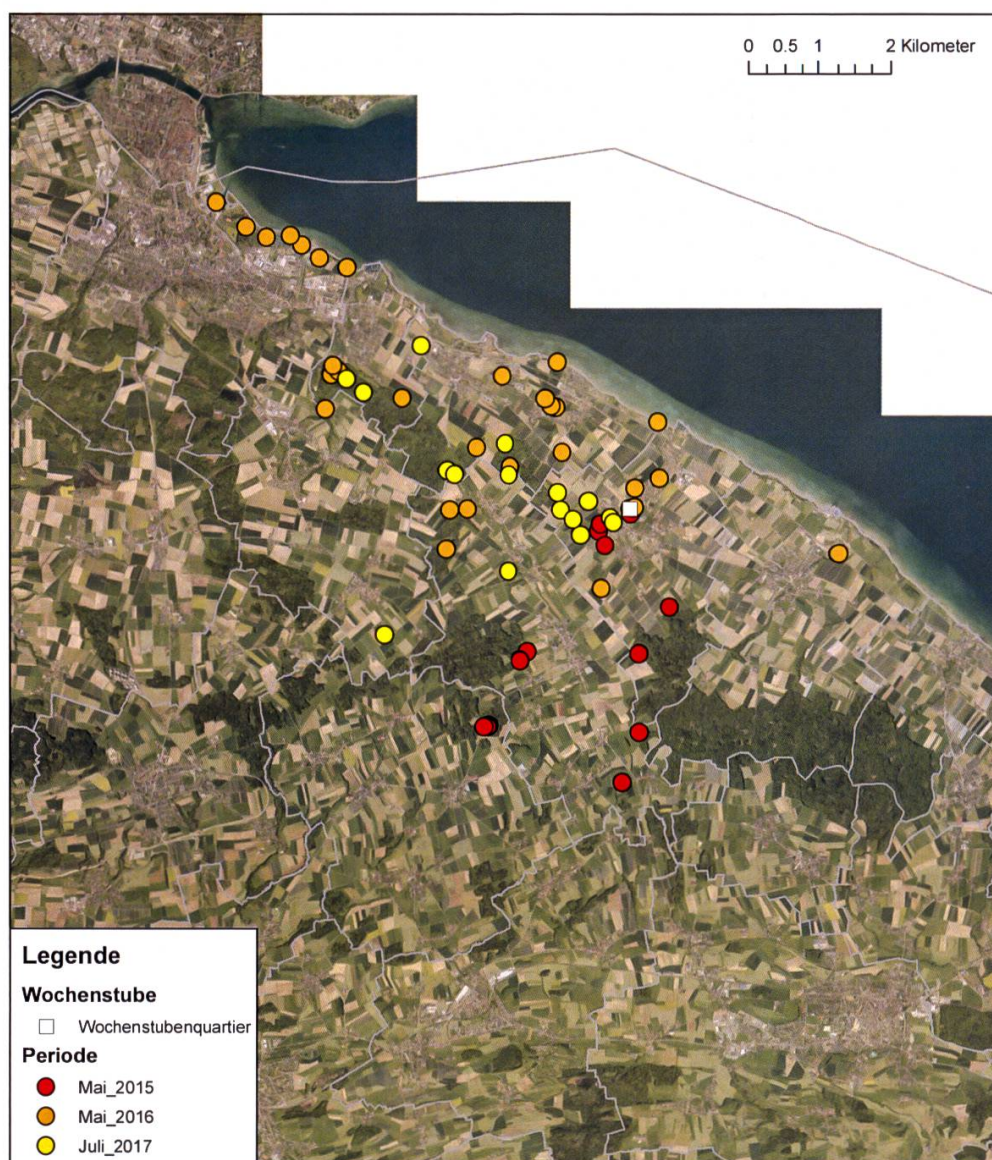 0 0.5 1 2 Kilometer
Legende
Wochenstube
Wochenstubenquartier
Periode
Mai_2015
Mai_2016
Juli_2017